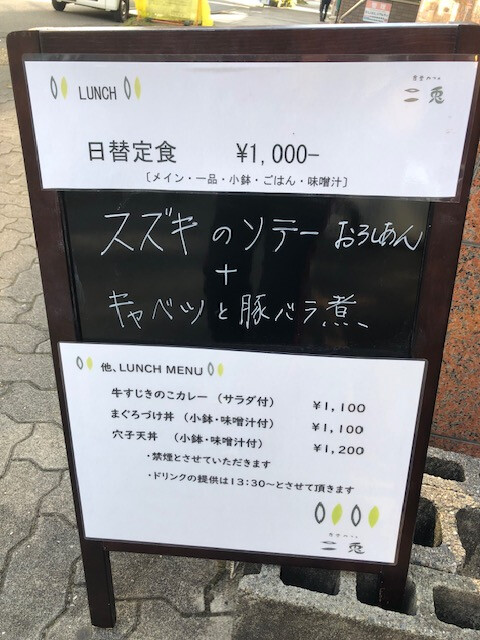 LUNCH
二兎
日替定食 ¥1,000-
〔メイン・一品・小鉢・ごはん・味噌汁〕
スズキのソテー おろしあん
+
キャベツと豚バラ煮
他、LUNCH MENU
牛すじきのこカレー （サラダ付） ¥1,100
まぐろづけ丼 （小鉢・味噌汁付） ¥1,100
穴子天丼 （小鉢・味噌汁付） ¥1,200
・禁煙とさせていただきます
・ドリンクの提供は13:30～とさせて頂きます
二兎